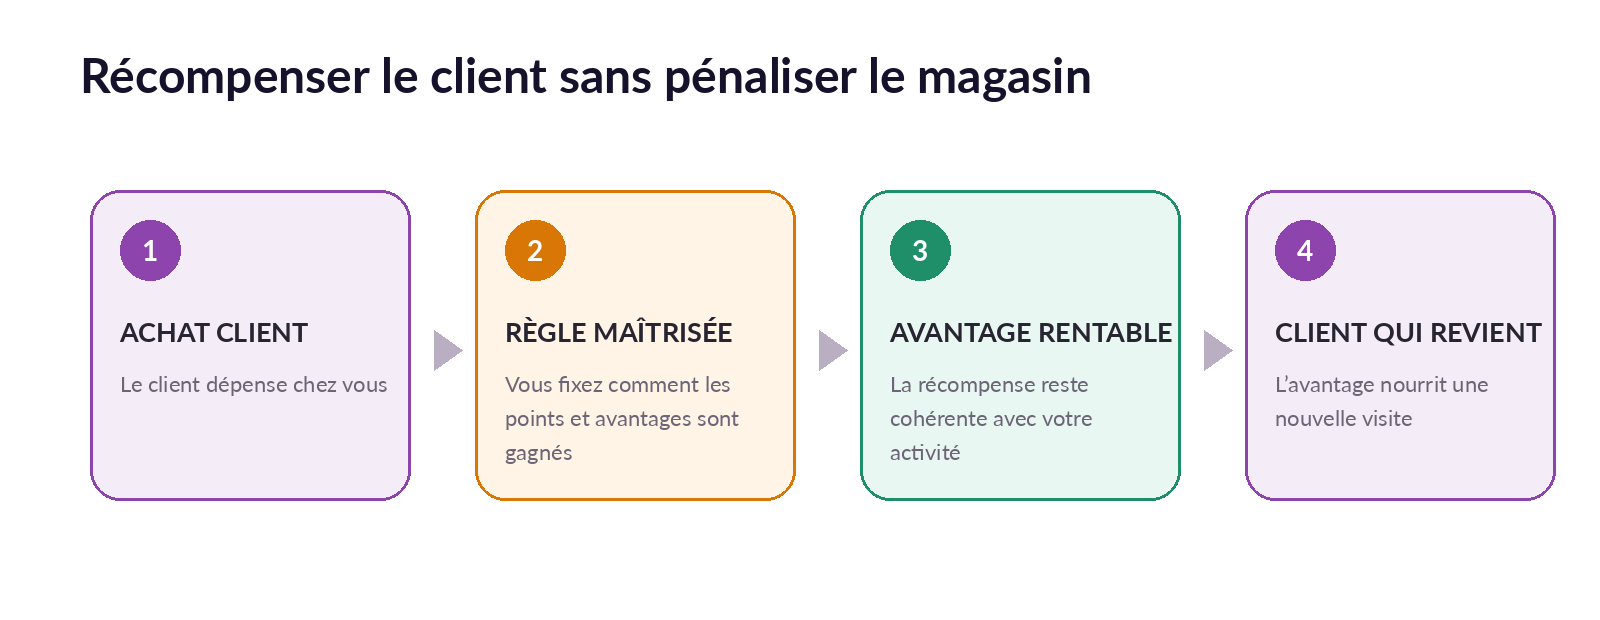 Récompenser le client sans pénaliser le magasin
1
ACHAT CLIENT
Le client dépense chez vous
2
RÈGLE MAÎTRISÉE
Vous fixez comment les
points et avantages sont
gagnés
3
AVANTAGE RENTABLE
La récompense reste
cohérente avec votre
activité
4
CLIENT QUI REVIENT
L’avantage nourrit une
nouvelle visite